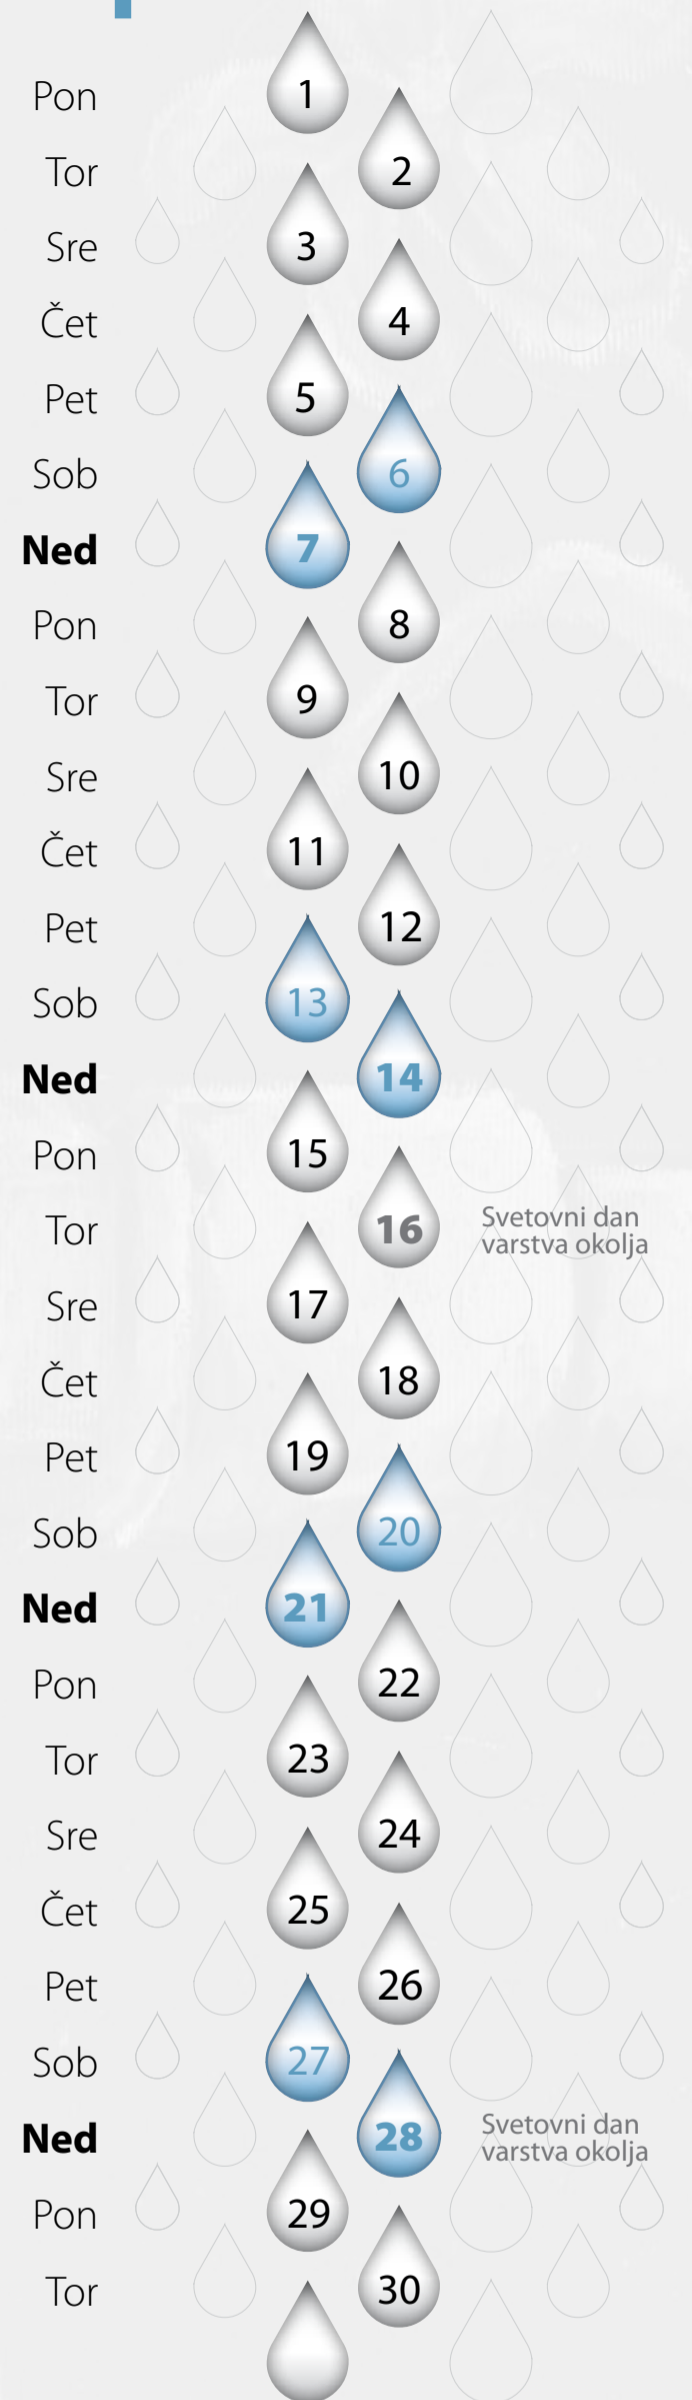 Pon 1
Tor 2
Sre 3
Čet 4
Pet 5
Sob 6
Ned 7
Pon 8
Tor 9
Sre 10
Čet 11
Pet 12
Sob 13
Ned 14
Pon 15
Tor 16 Svetovni dan
varstva okolja
Sre 17
Čet 18
Pet 19
Sob 20
Ned 21
Pon 22
Tor 23
Sre 24
Čet 25
Pet 26
Sob 27
Ned 28 Svetovni dan
varstva okolja
Pon 29
Tor 30